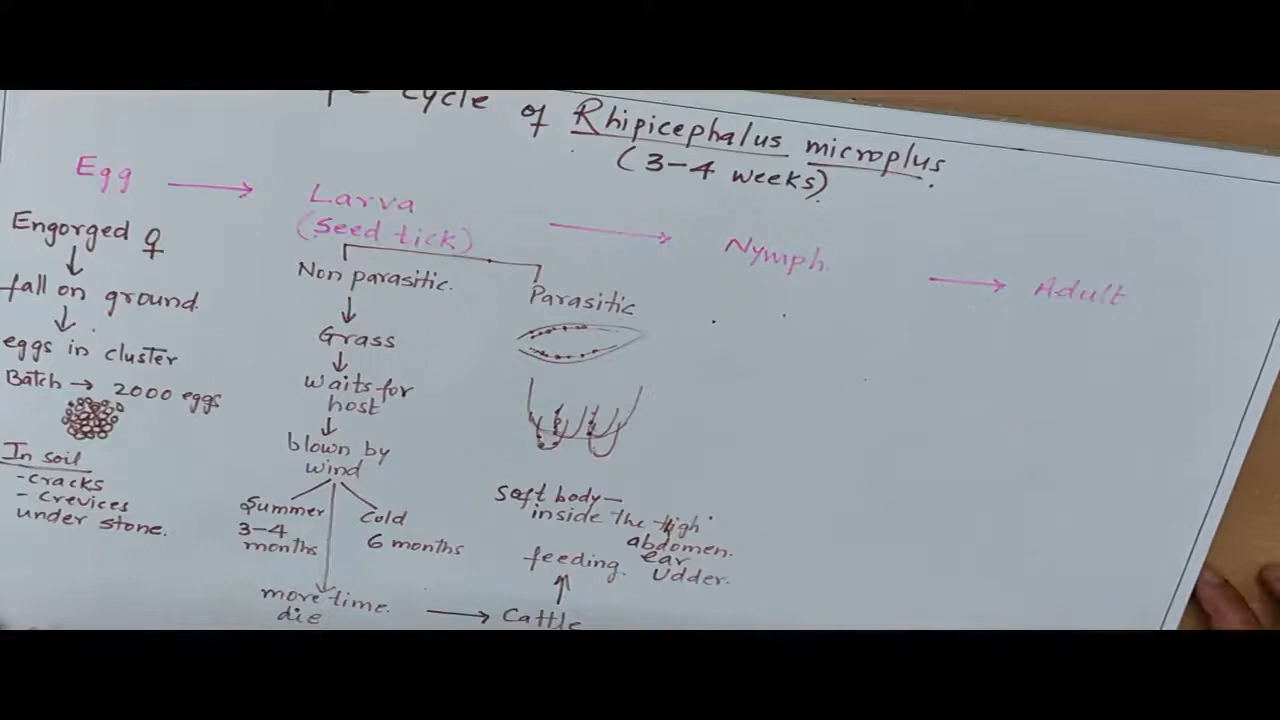 cycle of Rhipicephalus microplus.
(3-4 weeks).
Egg → Larva
(Seed tick) → Nymph. → Adult
Engorged ♀
↓
fall on ground.
↓
eggs in cluster
Batch → 2000 eggs
In soil
- cracks
- crevices
under stone.
Non parasitic.
↓
Grass
↓
waits for
host
↓
blown by
wind
Summer
3-4
months
Cold
6 months
more time.
die
→ Cattle
↑
feeding.
Parasitic
Soft body—
inside the thigh
abdomen.
ear
Udder.